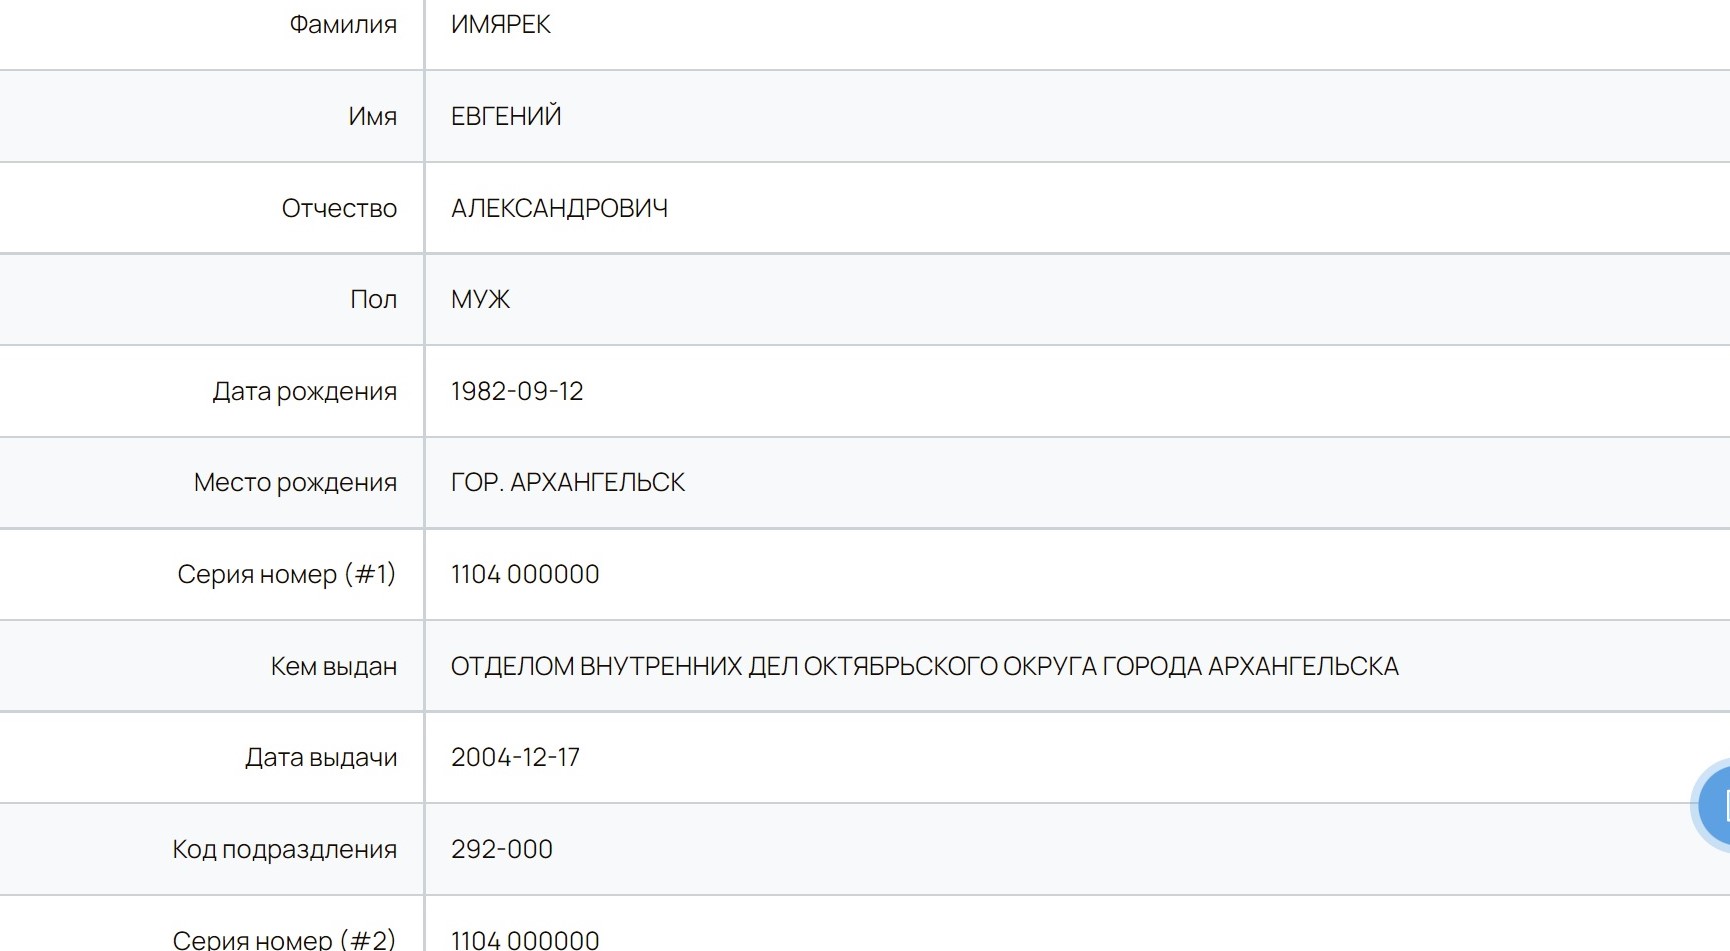 Фамилия ИМЯРЕК
Имя ЕВГЕНИЙ
Отчество АЛЕКСАНДРОВИЧ
Пол МУЖ
Дата рождения 1982-09-12
Место рождения ГОР. АРХАНГЕЛЬСК
Серия номер (#1) 1104 000000
Кем выдан ОТДЕЛОМ ВНУТРЕННИХ ДЕЛ ОКТЯБРЬСКОГО ОКРУГА ГОРОДА АРХАНГЕЛЬСКА
Дата выдачи 2004-12-17
Код подраздления 292-000
Серия номер (#2) 1104 000000